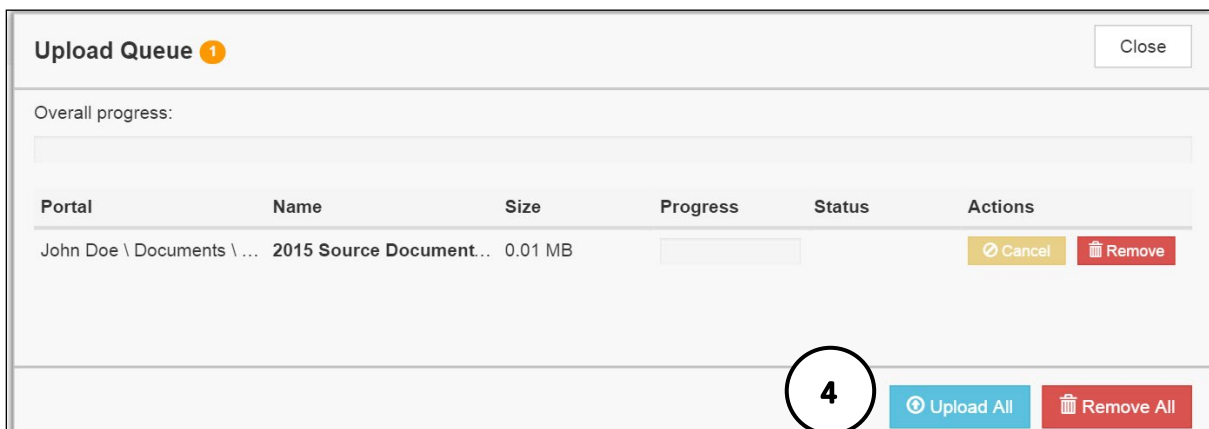 Upload Queue 1
Close
Overall progress:
Portal Name Size Progress Status Actions
John Doe \ Documents \ ... 2015 Source Document... 0.01 MB Cancel Remove
4
Upload All Remove All